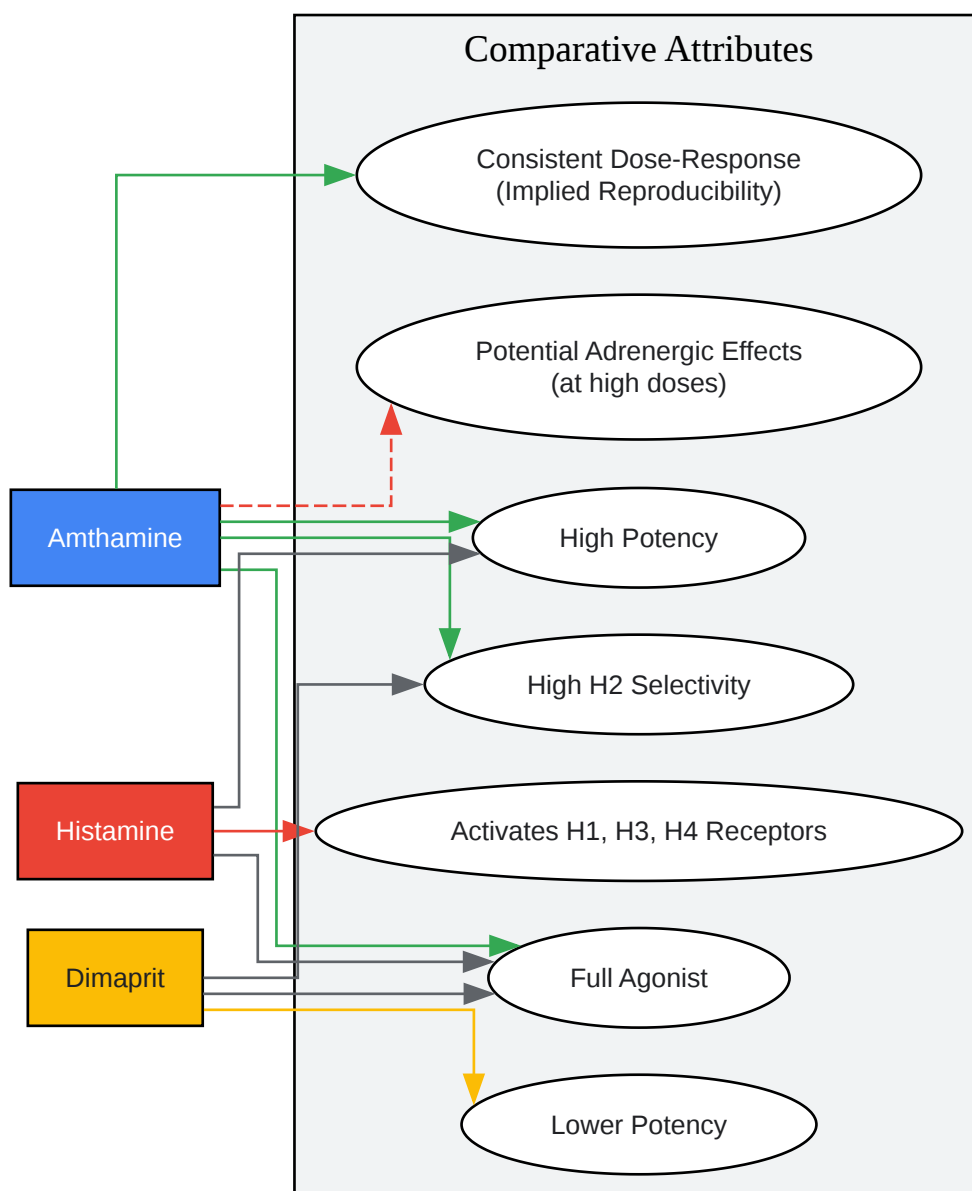 Comparative Attributes
Consistent Dose-Response
(Implied Reproducibility)
Potential Adrenergic Effects
(at high doses)
Amthamine
High Potency
High H2 Selectivity
Histamine
Activates H1, H3, H4 Receptors
Dimaprit
Full Agonist
Lower Potency